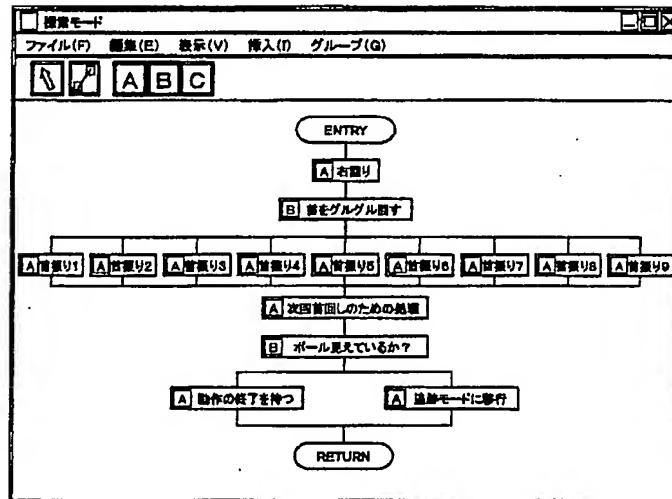 探索モード
ファイル(F) 編集(E) 表示(V) 挿入(I) グループ(G)
A B C
ENTRY
A 右回り
B 首をグルグル回す
A 首振り1 A 首振り2 A 首振り3 A 首振り4 A 首振り5 A 首振り6 A 首振り7 A 首振り8 A 首振り9
A 次回首回しのための処理
B ボール見えているか?
A 動作の終了を待つ A 追跡モードに移行
RETURN